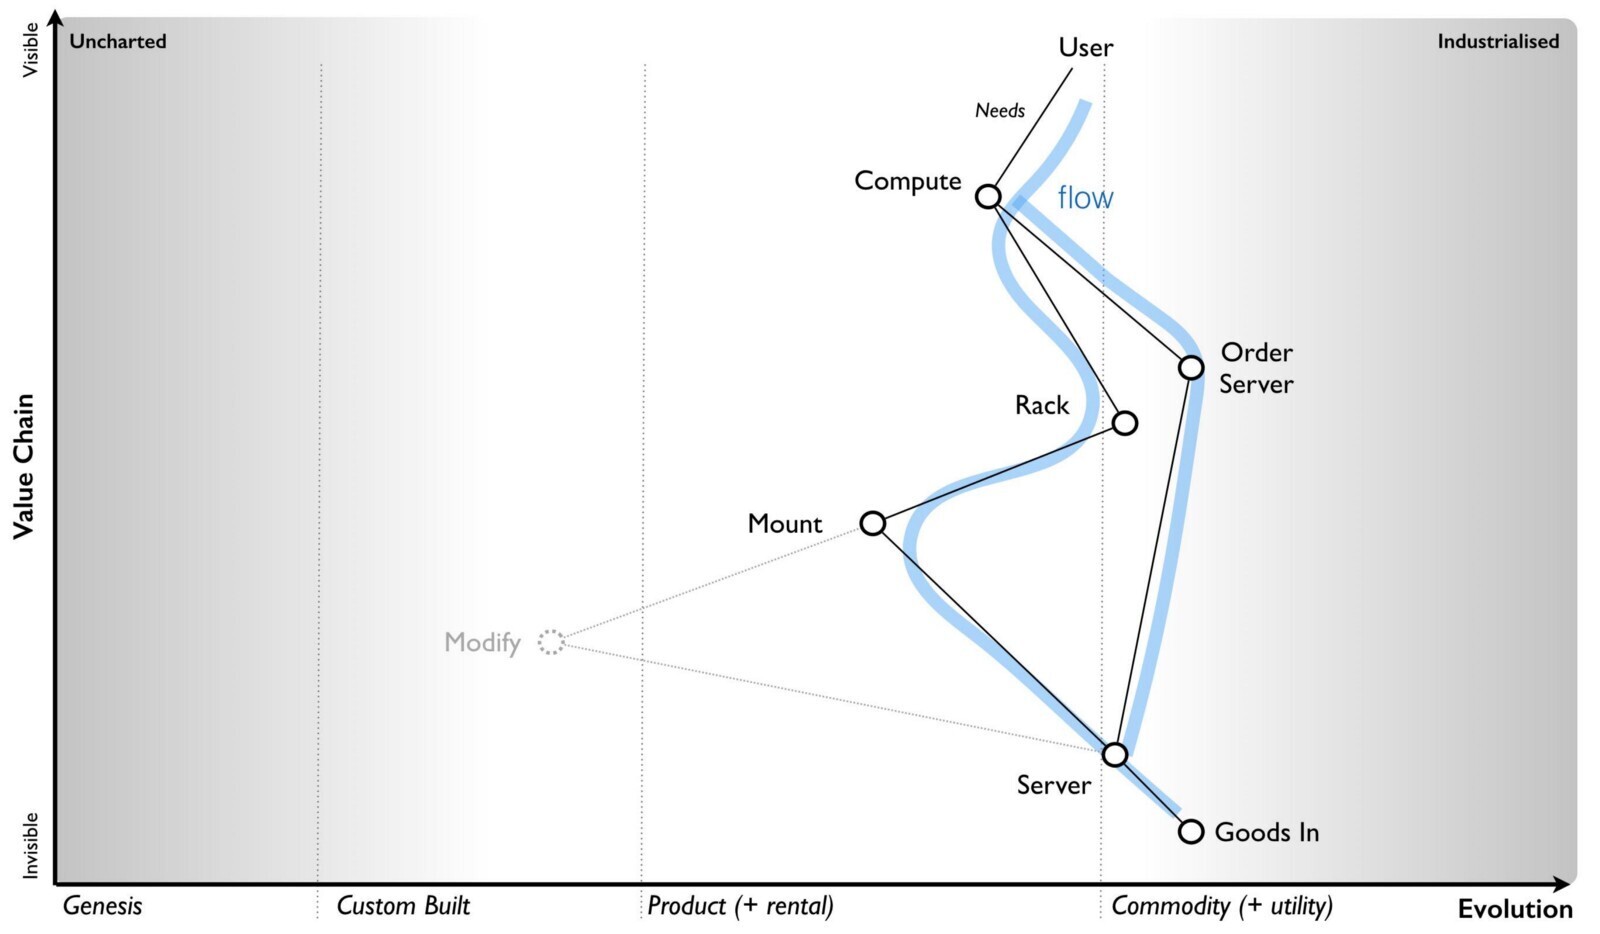 Visible
Uncharted
User
Industrialised
Needs
Compute
flow
Order
Server
Rack
Value Chain
Mount
Modify
Server
Invisible
Goods In
Genesis
Custom Built
Product (+ rental)
Commodity (+ utility)
Evolution